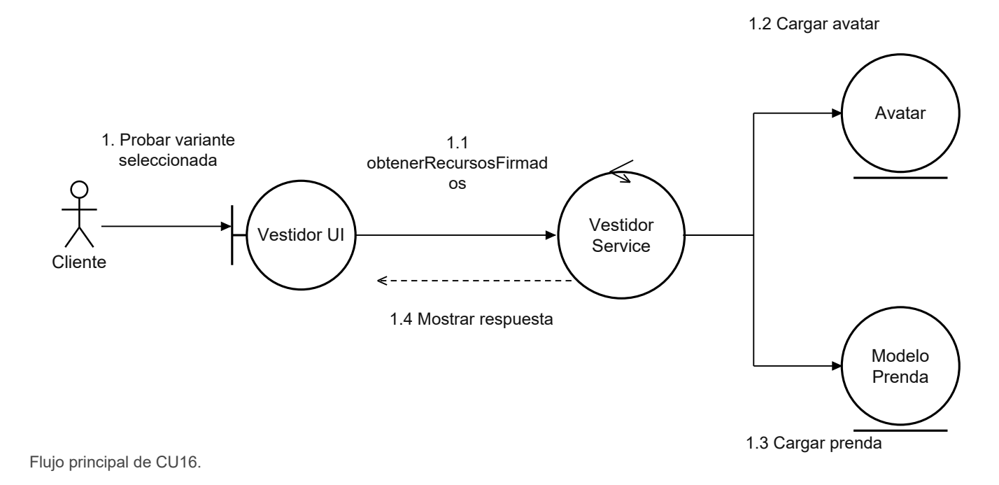 1.2 Cargar avatar
Avatar
1. Probar variante
seleccionada
1.1
obtenerRecursosFirmad
os
Cliente
Vestidor UI
Vestidor
Service
1.4 Mostrar respuesta
Modelo
Prenda
1.3 Cargar prenda
Flujo principal de CU16.